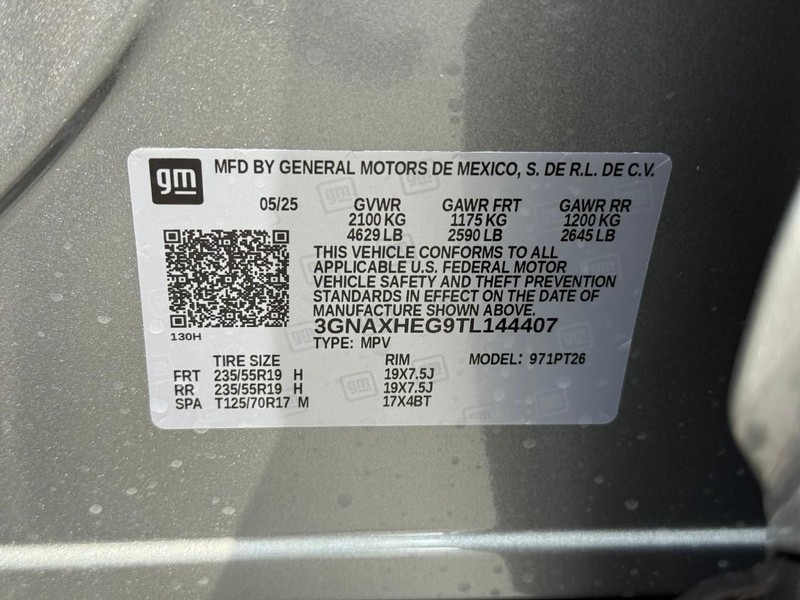 gm MFD BY GENERAL MOTORS DE MEXICO, S. DE R.L. DE C.V.
05/25 GVWR GAWR FRT GAWR RR
2100 KG 1175 KG 1200 KG
4629 LB 2590 LB 2645 LB
THIS VEHICLE CONFORMS TO ALL
APPLICABLE U.S. FEDERAL MOTOR
VEHICLE SAFETY AND THEFT PREVENTION
STANDARDS IN EFFECT ON THE DATE OF
MANUFACTURE SHOWN ABOVE.
3GNAXHEG9TL144407
130H
TYPE: MPV
TIRE SIZE RIM MODEL: 971PT26
FRT 235/55R19 H 19X7.5J
RR 235/55R19 H 19X7.5J
SPA T125/70R17 M 17X4BT